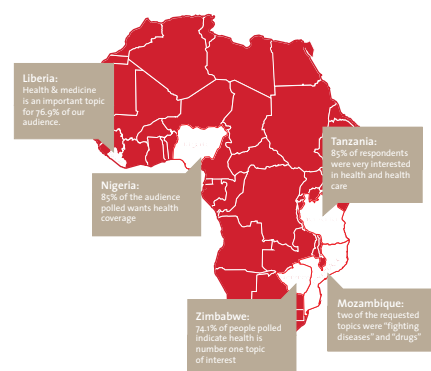 Liberia:
Health & medicine
is an important topic
for 76.9% of our
audience.
Tanzania:
85% of respondents
were very interested
in health and health
care
Nigeria:
85% of the audience
polled wants health
coverage
Zimbabwe:
74.1% of people polled
indicate health is
number one topic
of interest
Mozambique:
two of the requested
topics were “fighting
diseases” and “drugs”